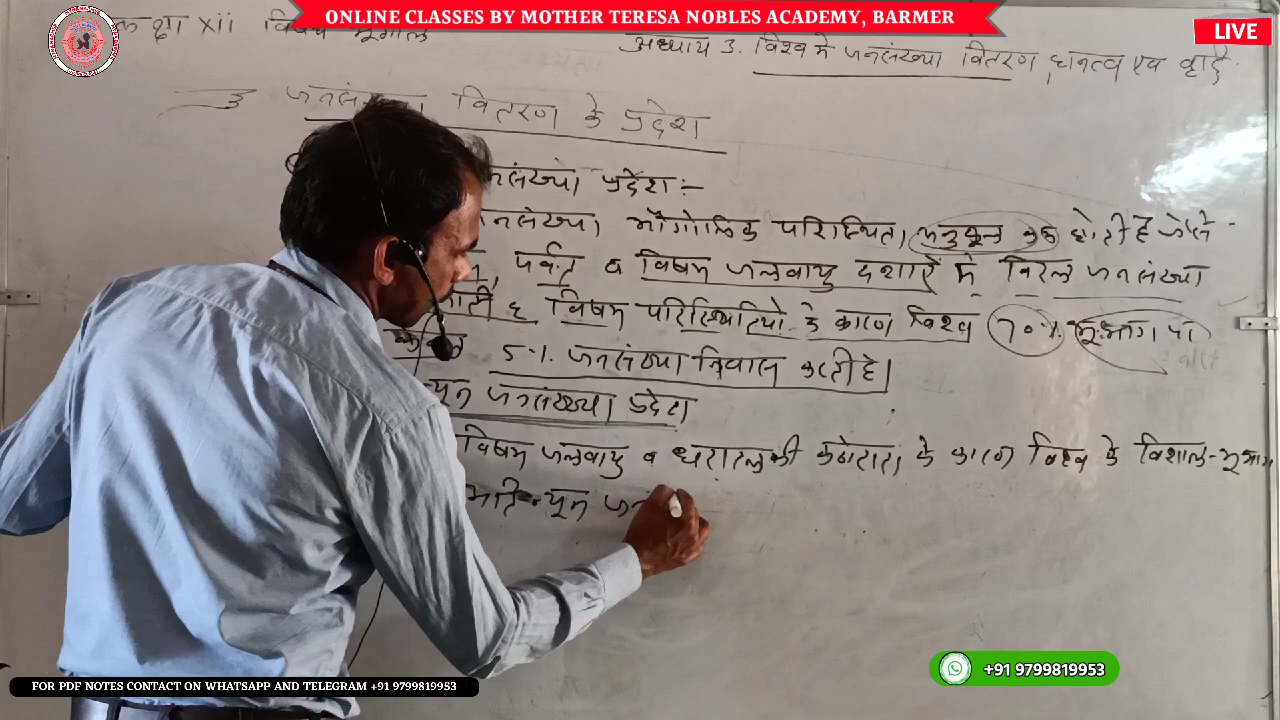 ONLINE CLASSES BY MOTHER TERESA NOBLES ACADEMY, BARMER
LIVE
कक्षा xii विषय भूगोल
अध्याय 3. विश्व में जनसंख्या वितरण, घनत्व एवं वृद्धि
जनसंख्या वितरण के प्रदेश
जनसंख्या प्रदेश :-
जनसंख्या भौगोलिक परिस्थिति होती है जैसे -
पर्वत व विषम जलवायु दशाऐं में विरल जनसंख्या
विषम परिस्थितियो के कारण विश्व 70% भूभाग पर
5% जनसंख्या निवास करती है।
न्यून जनसंख्या प्रदेश
विषम जलवायु व धरातल की कठोरता के कारण विश्व के विशाल-भूभाग
अति न्यून जन
FOR PDF NOTES CONTACT ON WHATSAPP AND TELEGRAM +91 9799819953
+91 9799819953